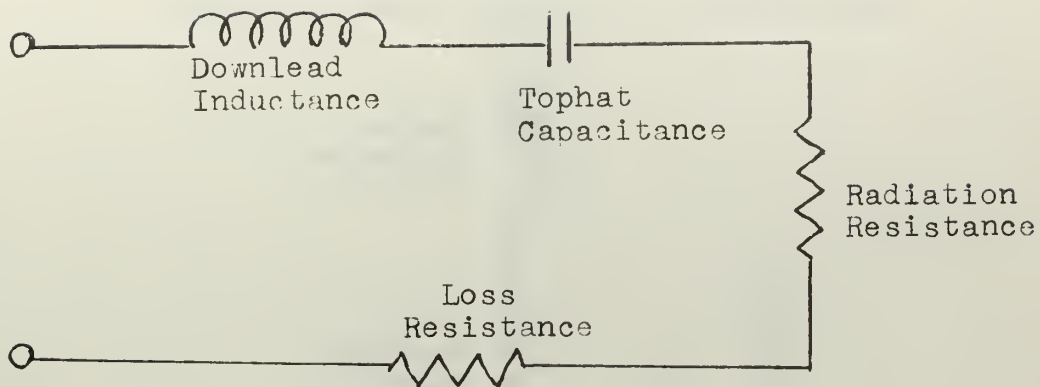 Downlead
Inductance
Tophat
Capacitance
Radiation
Resistance
Loss
Resistance